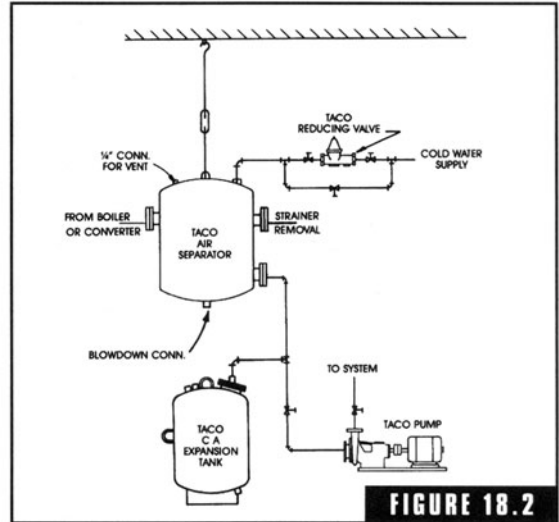 TACO
REDUCING VALVE
¼" CONN.
FOR VENT
COLD WATER
SUPPLY
FROM BOILER
OR CONVERTER
TACO
AIR
SEPARATOR
STRAINER
REMOVAL
BLOWDOWN CONN.
TO SYSTEM
TACO
C A
EXPANSION
TANK
TACO PUMP
FIGURE 18.2